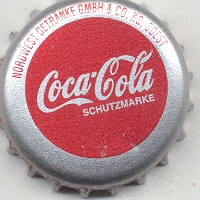 NORDWEST GETRÄNKE GMBH & CO. KG, SOEST
Coca-Cola
SCHUTZMARKE